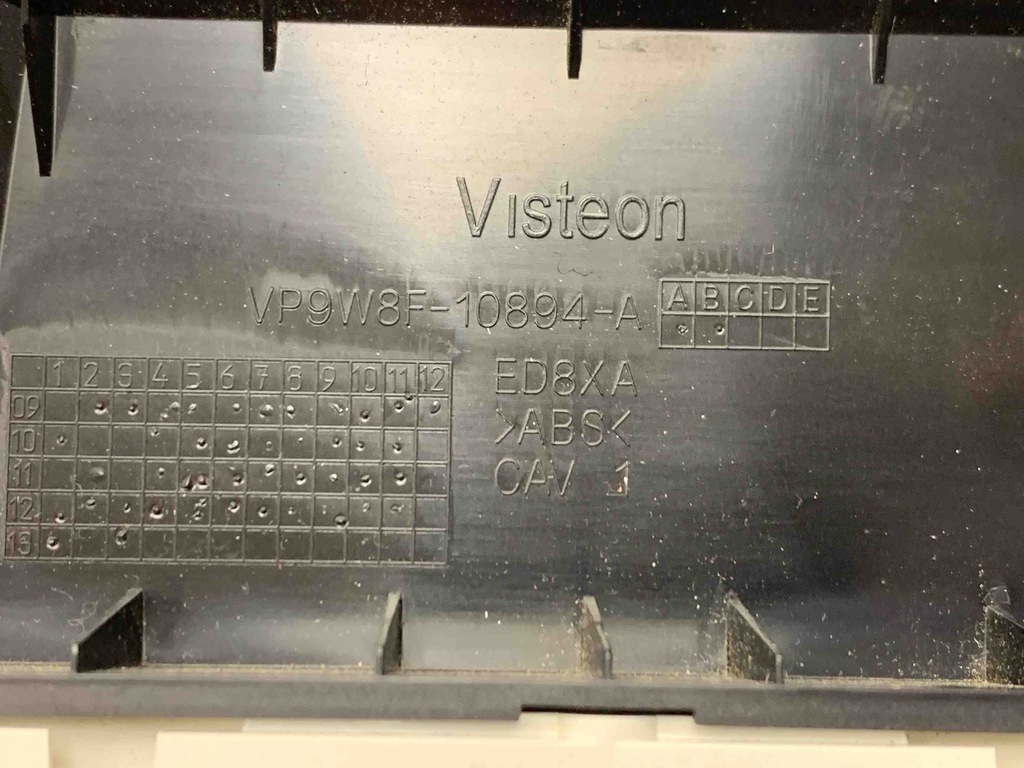 Visteon
VP9W8F-10894-A
A B C D E
ED8XA
>ABS<
CAV 1
1 2 3 4 5 6 7 8 9 10 11 12
09
10
11
12
13